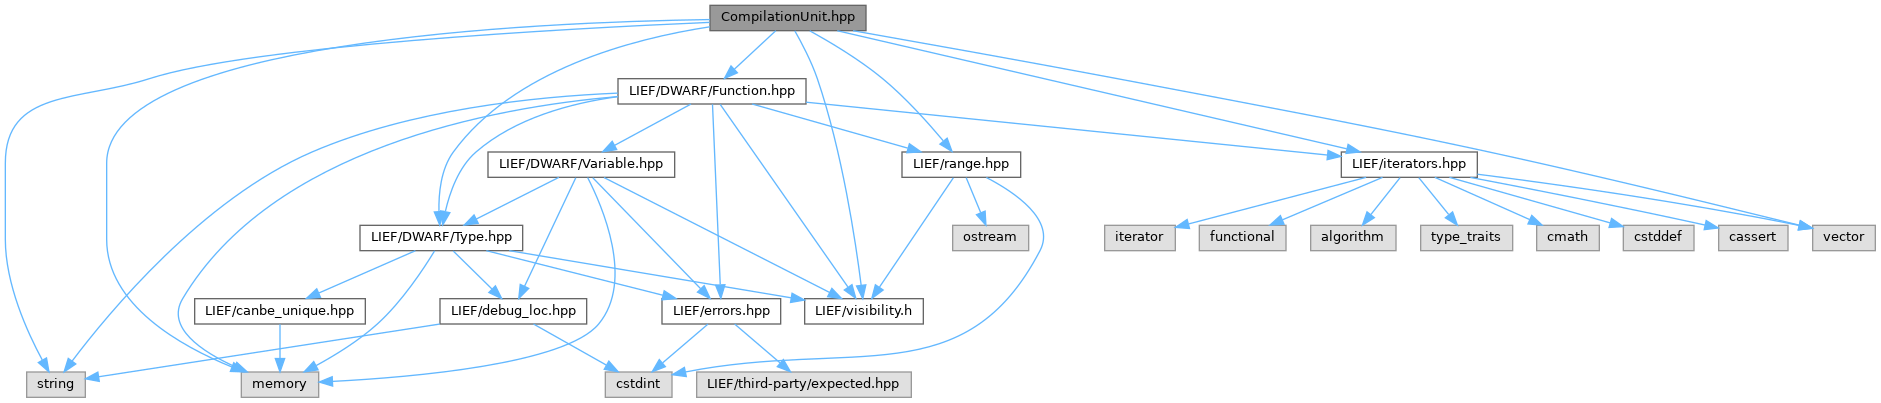 CompilationUnit.hpp
LIEF/DWARF/Function.hpp
LIEF/DWARF/Variable.hpp
LIEF/range.hpp
LIEF/iterators.hpp
LIEF/DWARF/Type.hpp
ostream
iterator
functional
algorithm
type_traits
cmath
cstddef
cassert
vector
LIEF/canbe_unique.hpp
LIEF/debug_loc.hpp
LIEF/errors.hpp
LIEF/visibility.h
string
memory
cstdint
LIEF/third-party/expected.hpp